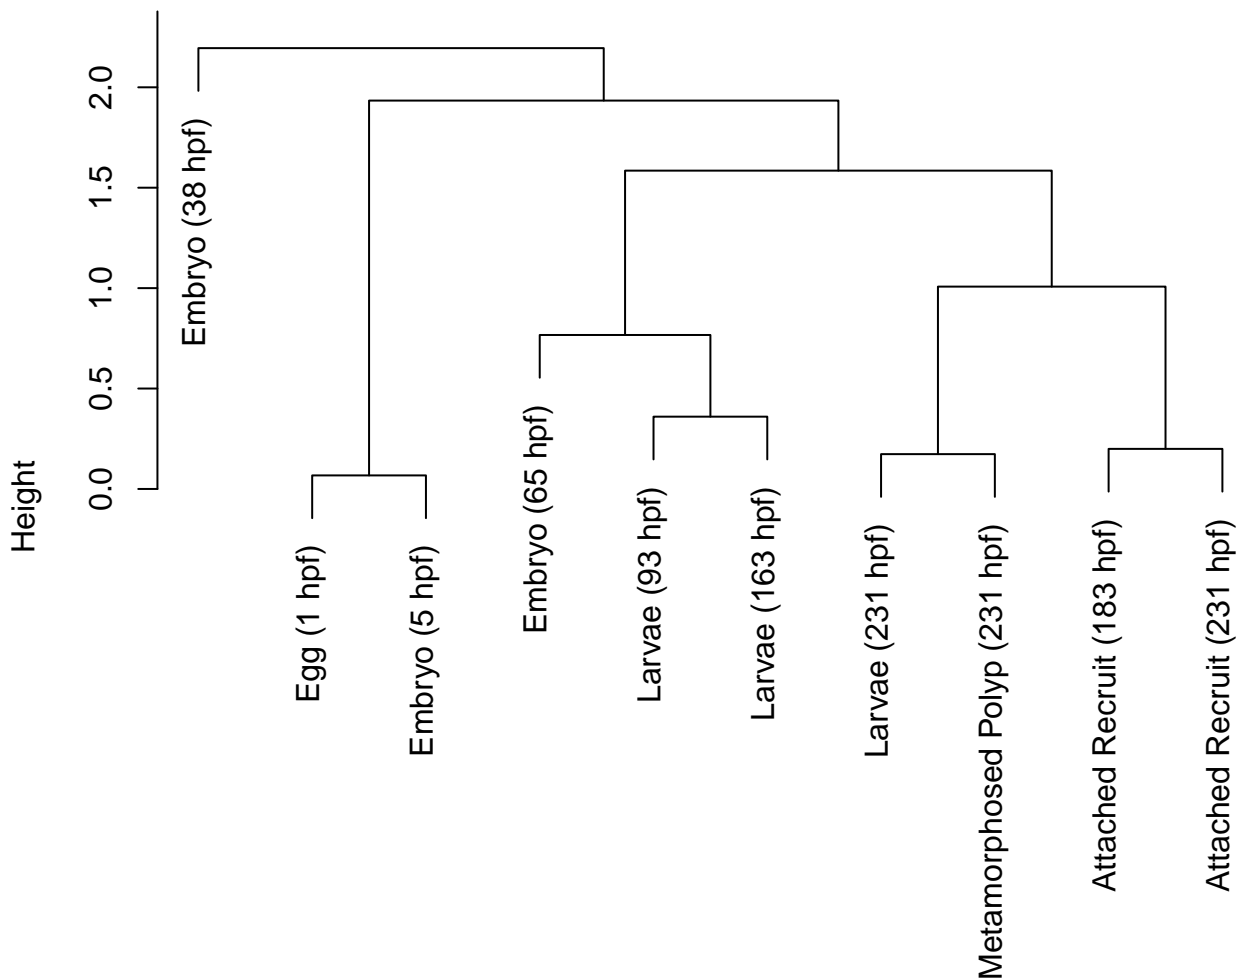 Height
2.0
1.5
1.0
0.5
0.0
Embryo (38 hpf)
Egg (1 hpf)
Embryo (5 hpf)
Embryo (65 hpf)
Larvae (93 hpf)
Larvae (163 hpf)
Larvae (231 hpf)
Metamorphosed Polyp (231 hpf)
Attached Recruit (183 hpf)
Attached Recruit (231 hpf)